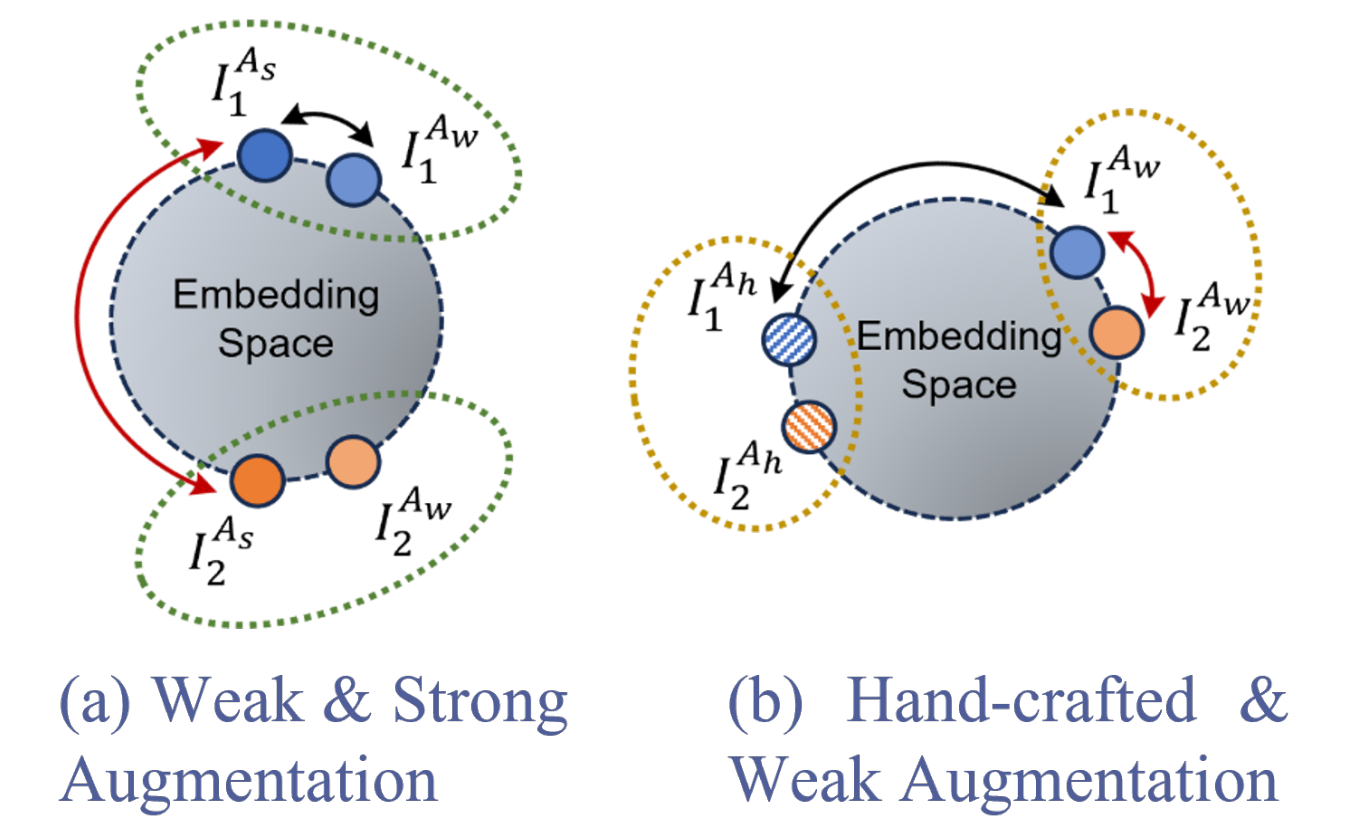 I_1^{A_s}
I_1^{A_w}
Embedding
Space
I_2^{A_s}
I_2^{A_w}
(a) Weak & Strong
Augmentation
I_1^{A_w}
I_1^{A_h}
I_2^{A_w}
Embedding
Space
I_2^{A_h}
(b) Hand-crafted &
Weak Augmentation